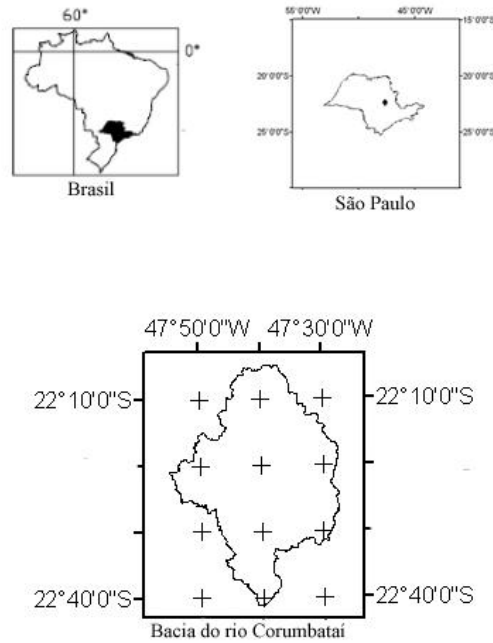 60°
0°
Brasil
55°0'0"W
45°0'0"W
15°0'0"S
20°0'0"S
20°0'0"S
25°0'0"S
25°0'0"S
São Paulo
47°50'0"W 47°30'0"W
22°10'0"S
22°10'0"S
22°40'0"S
22°40'0"S
Bacia do rio Corumbataí